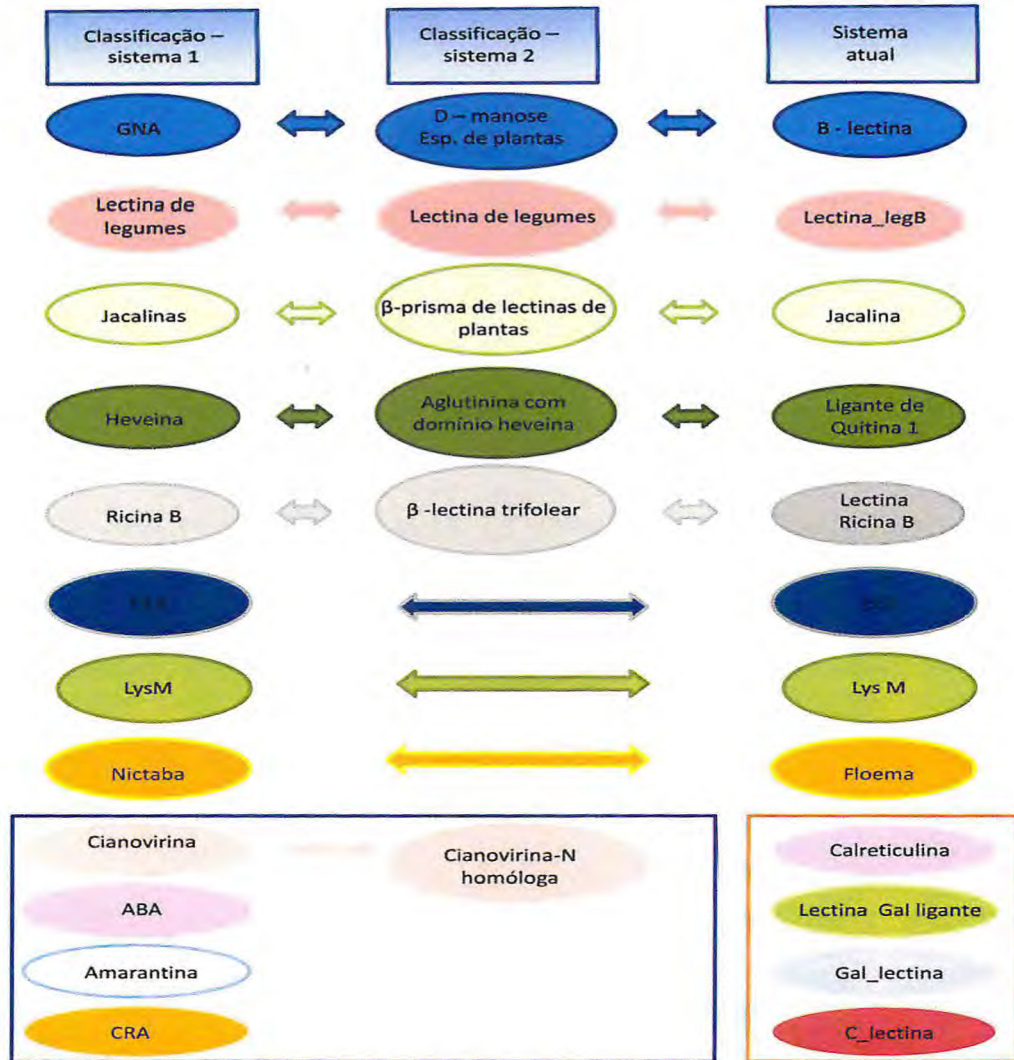 Classificação –
sistema 1
Classificação –
sistema 2
Sistema
atual
GNA
D – manose
Esp. de plantas
B - lectina
Lectina de
legumes
Lectina de legumes
Lectina_legB
Jacalinas
β-prisma de lectinas de
plantas
Jacalina
Heveina
Aglutinina com
domínio heveina
Ligante de
Quitina 1
Ricina B
β -lectina trifolear
Lectina
Ricina B
LysM
Lys M
Nictaba
Floema
Cianovirina
Cianovirina-N
homóloga
Calreticulina
ABA
Lectina Gal ligante
Amarantina
Gal_lectina
CRA
C_lectina